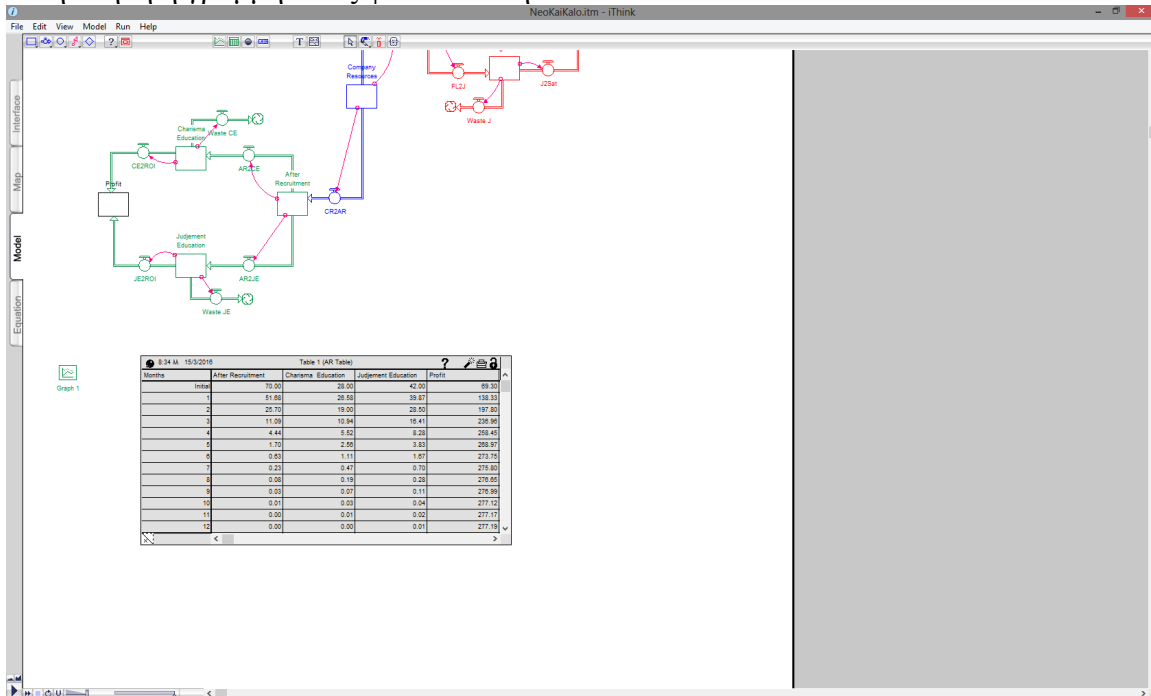 NeoKaiKalo.itm - iThink
File Edit View Model Run Help
Interface
Map
Model
Equation
Company
Resources
PL2J
J2Sat
Waste J
Charisma
Education
Waste CE
CE2ROI
AR2CE
After
Recruitment
Profit
CR2AR
Judjement
Education
JE2ROI
AR2JE
Waste JE
Graph 1
8:34 µµ 15/3/2016 Table 1 (AR Table) ?
Months After Recruitment Charisma Education Judjement Education Profit
Initial 70.00 28.00 42.00 69.30
1 51.68 26.58 39.87 138.33
2 25.70 19.00 28.50 197.80
3 11.09 10.94 16.41 236.96
4 4.44 5.52 8.28 258.45
5 1.70 2.56 3.83 268.97
6 0.63 1.11 1.67 273.75
7 0.23 0.47 0.70 275.80
8 0.08 0.19 0.28 276.65
9 0.03 0.07 0.11 276.99
10 0.01 0.03 0.04 277.12
11 0.00 0.01 0.02 277.17
12 0.00 0.00 0.01 277.19